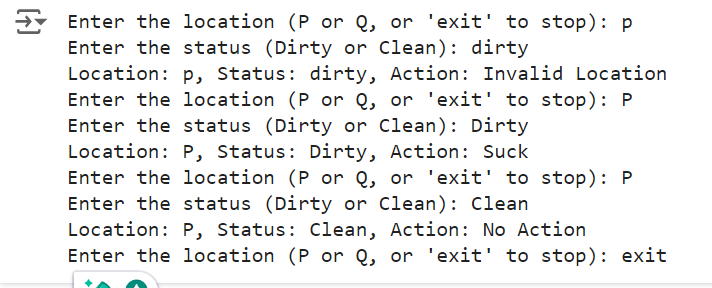 Enter the location (P or Q, or 'exit' to stop): p
Enter the status (Dirty or Clean): dirty
Location: p, Status: dirty, Action: Invalid Location
Enter the location (P or Q, or 'exit' to stop): P
Enter the status (Dirty or Clean): Dirty
Location: P, Status: Dirty, Action: Suck
Enter the location (P or Q, or 'exit' to stop): P
Enter the status (Dirty or Clean): Clean
Location: P, Status: Clean, Action: No Action
Enter the location (P or Q, or 'exit' to stop): exit